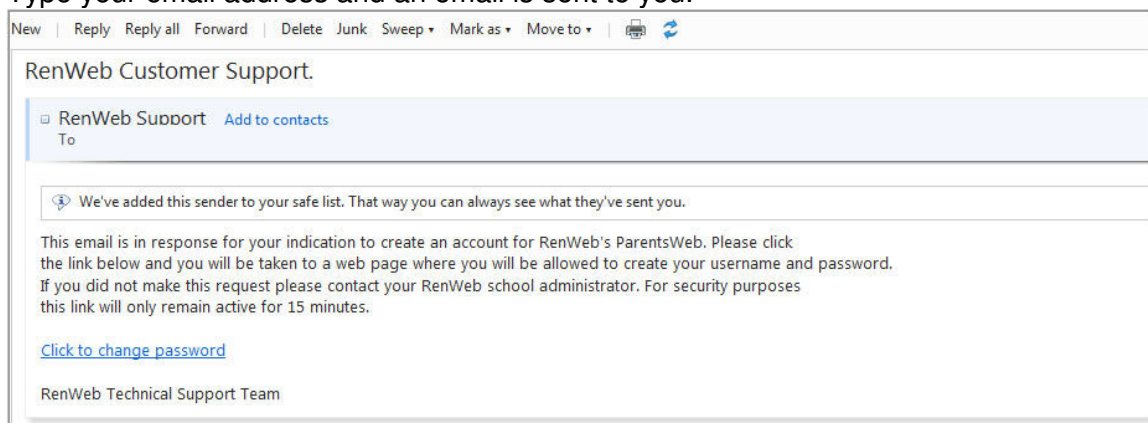 Type your email address and an email is sent to you.
New | Reply Reply all Forward | Delete Junk Sweep Mark as Move to |
RenWeb Customer Support.
RenWeb Support Add to contacts
To
We've added this sender to your safe list. That way you can always see what they've sent you.
This email is in response for your indication to create an account for RenWeb's ParentsWeb. Please click
the link below and you will be taken to a web page where you will be allowed to create your username and password.
If you did not make this request please contact your RenWeb school administrator. For security purposes
this link will only remain active for 15 minutes.
Click to change password
RenWeb Technical Support Team